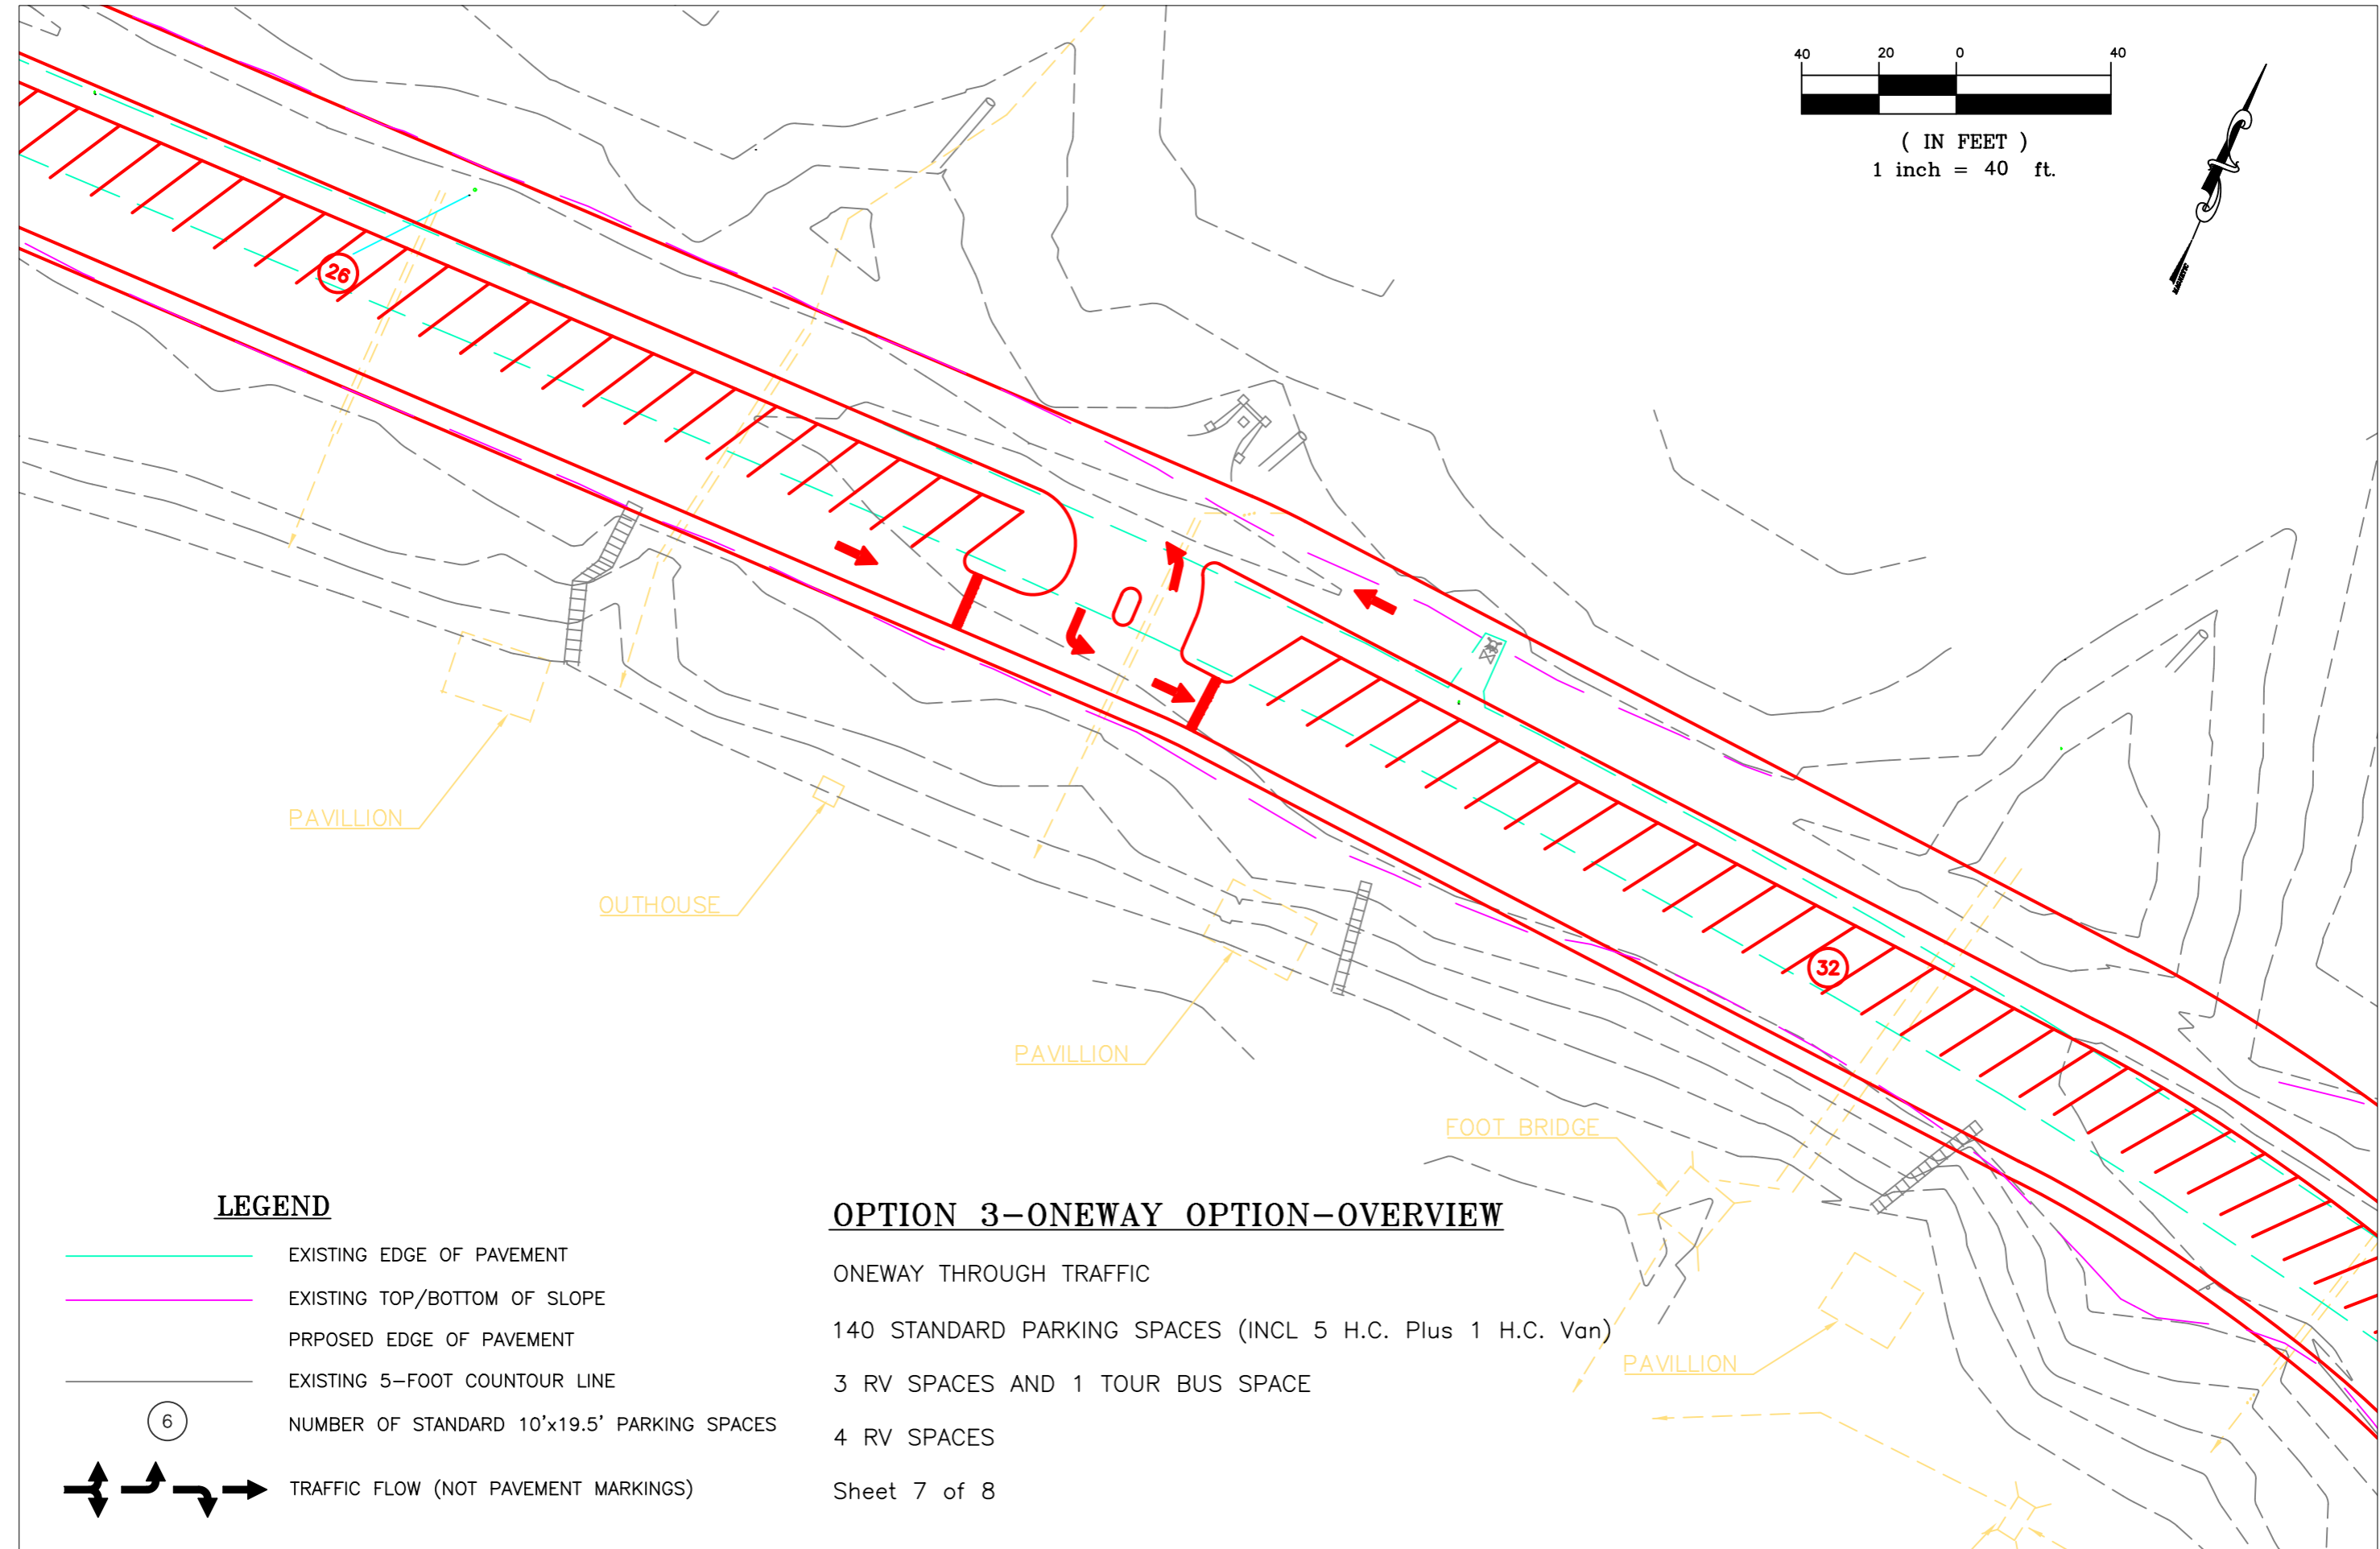 40 20 0 40
( IN FEET )
1 inch = 40 ft.
MAGNETIC
26
PAVILLION
OUTHOUSE
PAVILLION
32
FOOT BRIDGE
PAVILLION
LEGEND
EXISTING EDGE OF PAVEMENT
EXISTING TOP/BOTTOM OF SLOPE
PRPOSED EDGE OF PAVEMENT
EXISTING 5-FOOT COUNTOUR LINE
6 NUMBER OF STANDARD 10'x19.5' PARKING SPACES
TRAFFIC FLOW (NOT PAVEMENT MARKINGS)
OPTION 3-ONEWAY OPTION-OVERVIEW
ONEWAY THROUGH TRAFFIC
140 STANDARD PARKING SPACES (INCL 5 H.C. Plus 1 H.C. Van)
3 RV SPACES AND 1 TOUR BUS SPACE
4 RV SPACES
Sheet 7 of 8